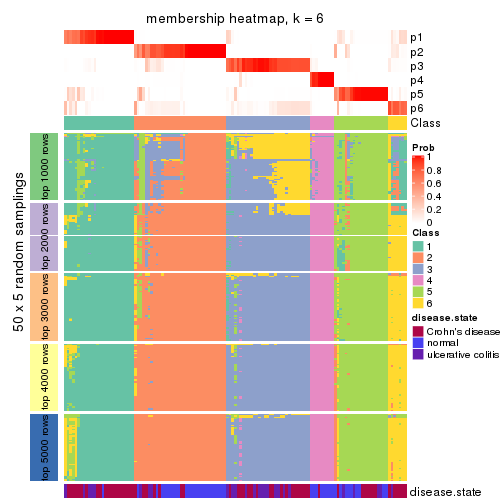 membership heatmap, k = 6
p1
p2
p3
p4
p5
p6
Class
50 x 5 random samplings
top 1000 rows
top 2000 rows
top 3000 rows
top 4000 rows
top 5000 rows
disease.state
Prob
1
0.8
0.6
0.4
0.2
0
Class
1
2
3
4
5
6
disease.state
Crohn's disease
normal
ulcerative colitis